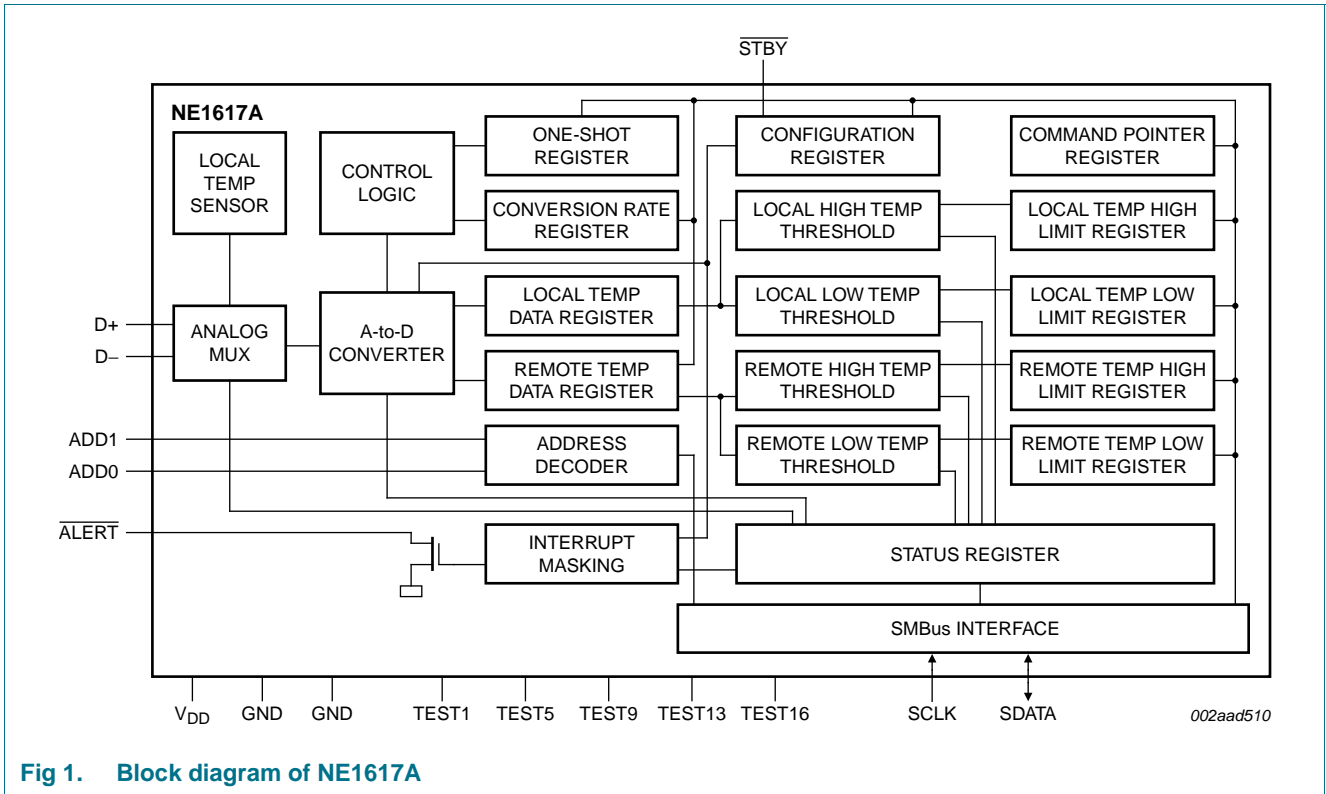 STBY
NE1617A
LOCAL
TEMP
SENSOR
CONTROL
LOGIC
ONE-SHOT
REGISTER
CONFIGURATION
REGISTER
COMMAND POINTER
REGISTER
CONVERSION RATE
REGISTER
LOCAL HIGH TEMP
THRESHOLD
LOCAL TEMP HIGH
LIMIT REGISTER
D+
D−
ANALOG
MUX
A-to-D
CONVERTER
LOCAL TEMP
DATA REGISTER
LOCAL LOW TEMP
THRESHOLD
LOCAL TEMP LOW
LIMIT REGISTER
REMOTE TEMP
DATA REGISTER
REMOTE HIGH TEMP
THRESHOLD
REMOTE TEMP HIGH
LIMIT REGISTER
ADD1
ADD0
ADDRESS
DECODER
REMOTE LOW TEMP
THRESHOLD
REMOTE TEMP LOW
LIMIT REGISTER
ALERT
INTERRUPT
MASKING
STATUS REGISTER
SMBus INTERFACE
VDD GND GND TEST1 TEST5 TEST9 TEST13 TEST16 SCLK SDATA 002aad510
Fig 1. Block diagram of NE1617A